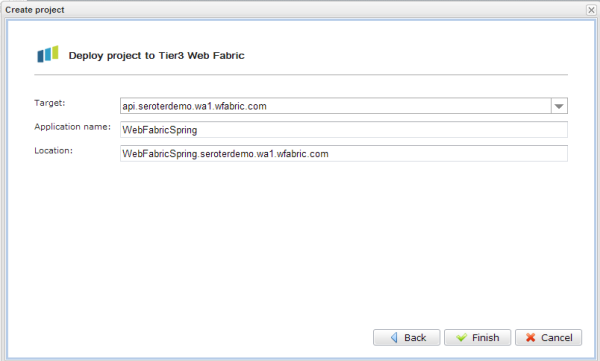 Create project
Deploy project to Tier3 Web Fabric
Target: api.seroterdemo.wa1.wfabric.com
Application name: WebFabricSpring
Location: WebFabricSpring.seroterdemo.wa1.wfabric.com
Back Finish Cancel